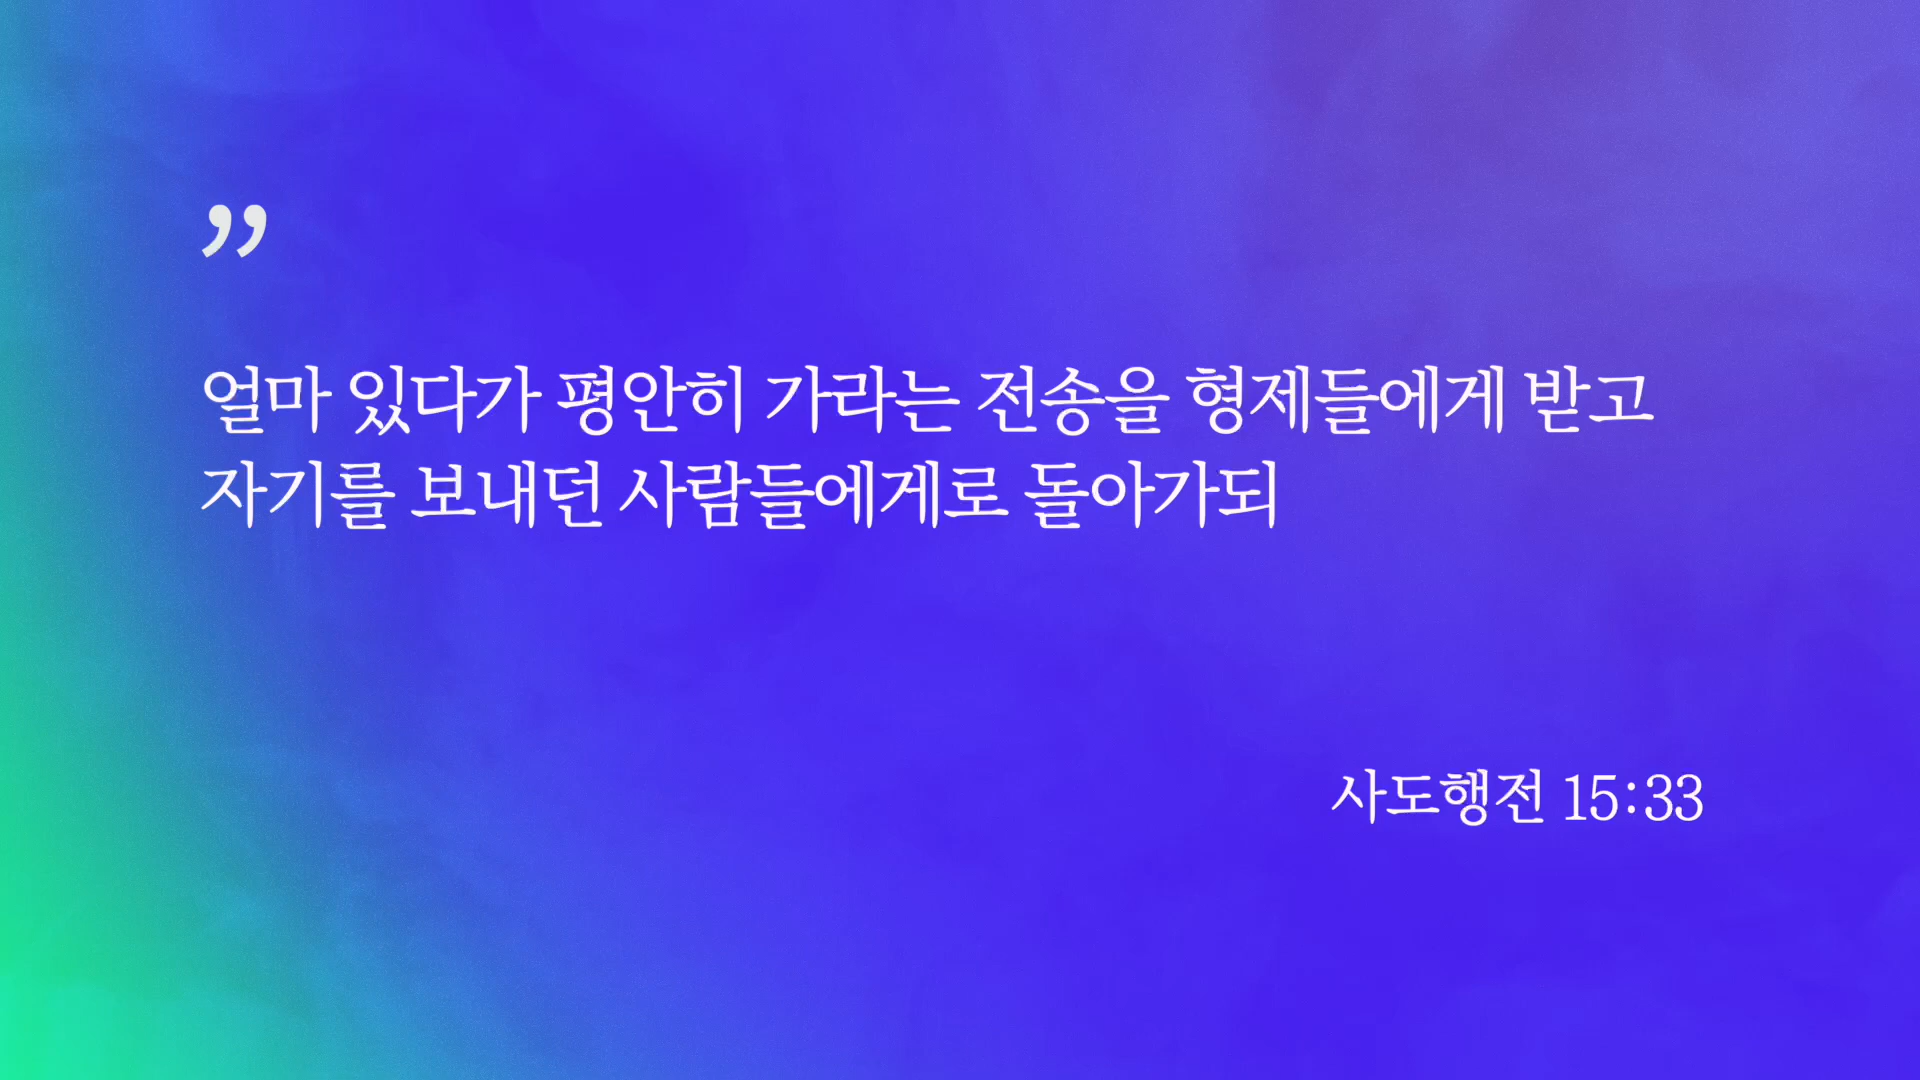 ”
얼마 있다가 평안히 가라는 전송을 형제들에게 받고
자기를 보내던 사람들에게로 돌아가되
사도행전 15:33